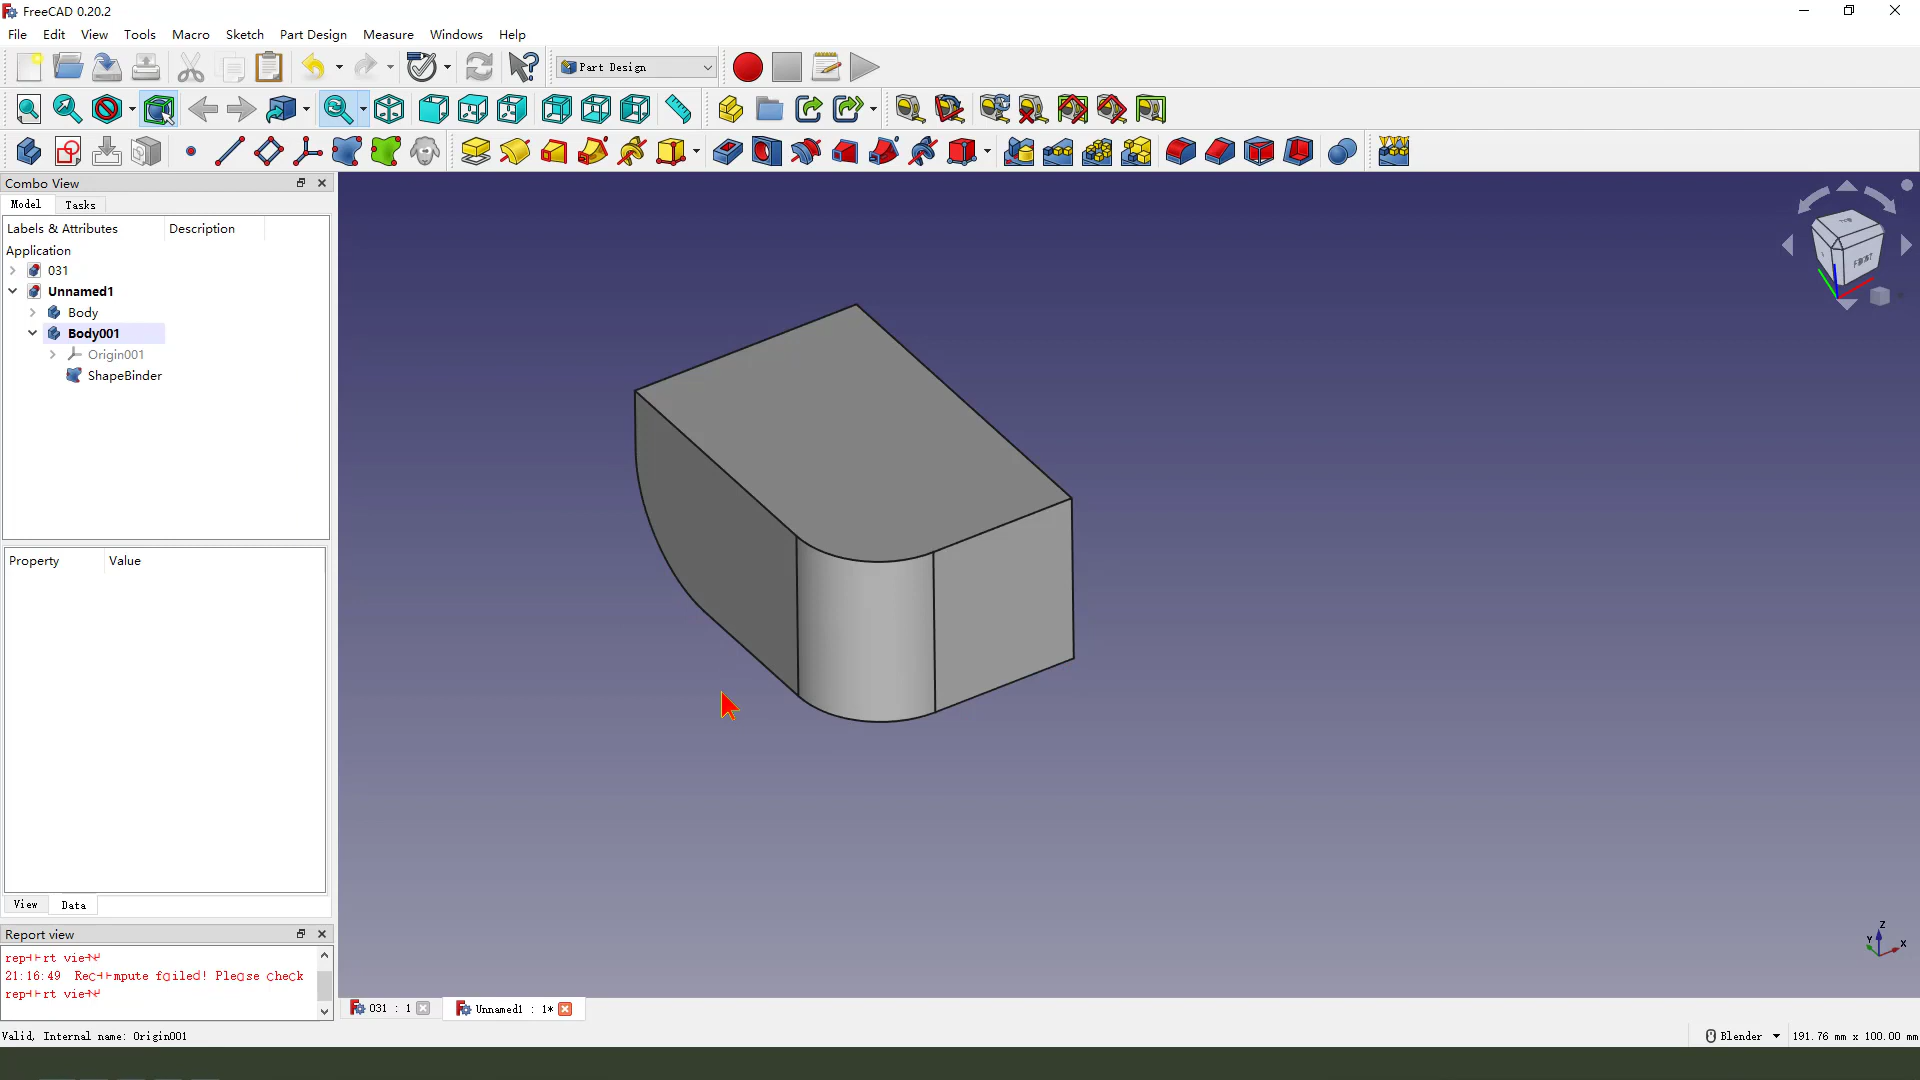 FreeCAD 0.20.2
File Edit View Tools Macro Sketch Part Design Measure Windows Help
Part Design
Combo View
Model Tasks
Labels & Attributes Description
Application
031
Unnamed1
Body
Body001
Origin001
ShapeBinder
Property Value
View Data
Report view
21:16:49
TOP
FRONT
Z
Y
X
031 : 1
Unnamed1 : 1*
Valid, Internal name: Origin001
Blender
191.76 mm x 100.00 mm